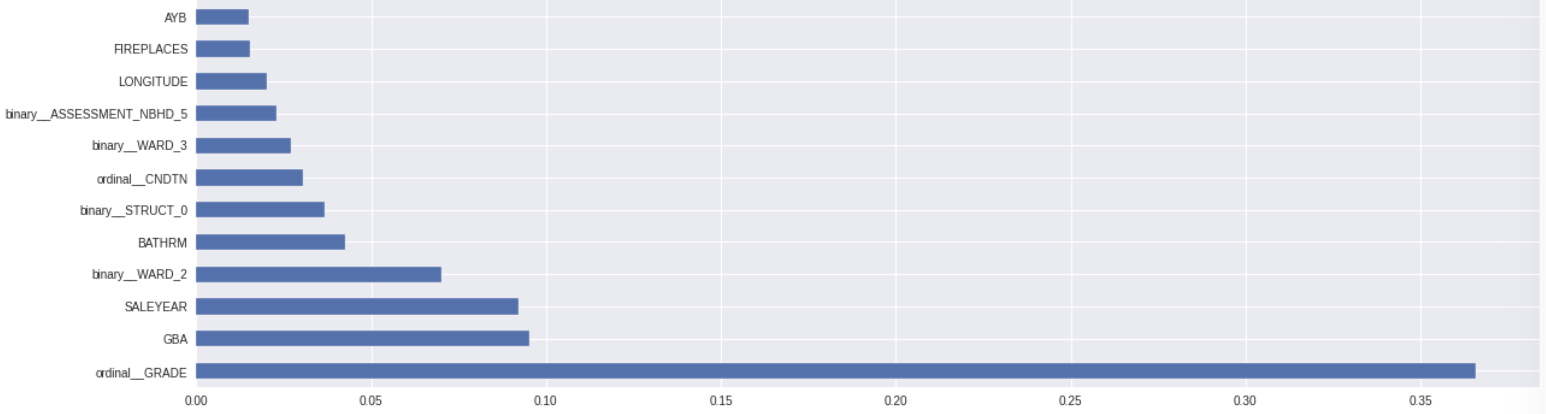 AYB
FIREPLACES
LONGITUDE
binary__ASSESSMENT_NBHD_5
binary__WARD_3
ordinal__CNDTN
binary__STRUCT_0
BATHRM
binary__WARD_2
SALEYEAR
GBA
ordinal__GRADE
0.00 0.05 0.10 0.15 0.20 0.25 0.30 0.35